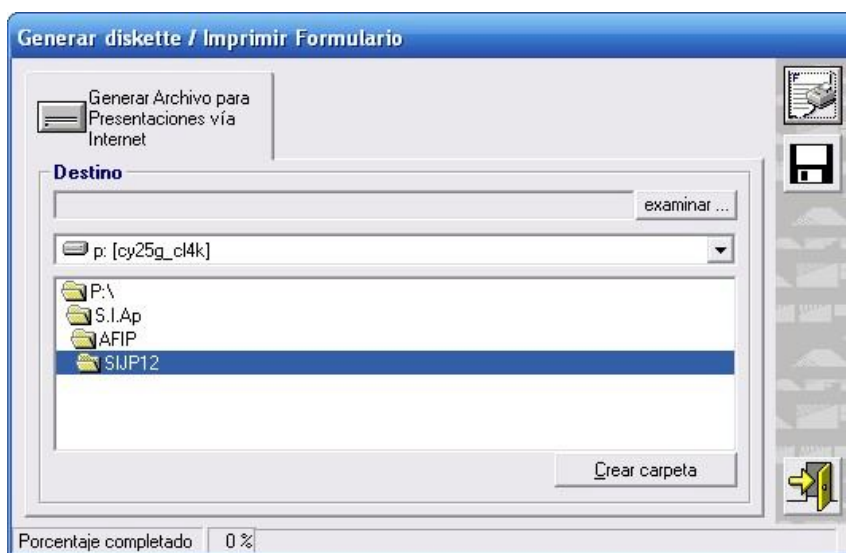 Generar diskette / Imprimir Formulario
Generar Archivo para
Presentaciones vía
Internet
Destino
examinar ...
p: [cy25g_cl4k]
P:\
S.I.Ap
AFIP
SIJP12
Crear carpeta
Porcentaje completado 0 %